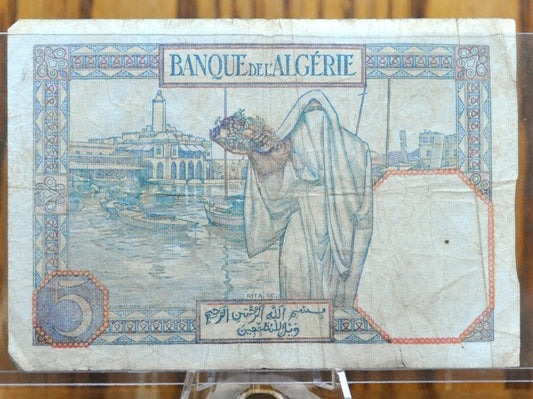 BANQUE DE L'ALGÉRIE
RITA SC.
5
بسم الله الرحمن الرحيم
ويل للمطففين